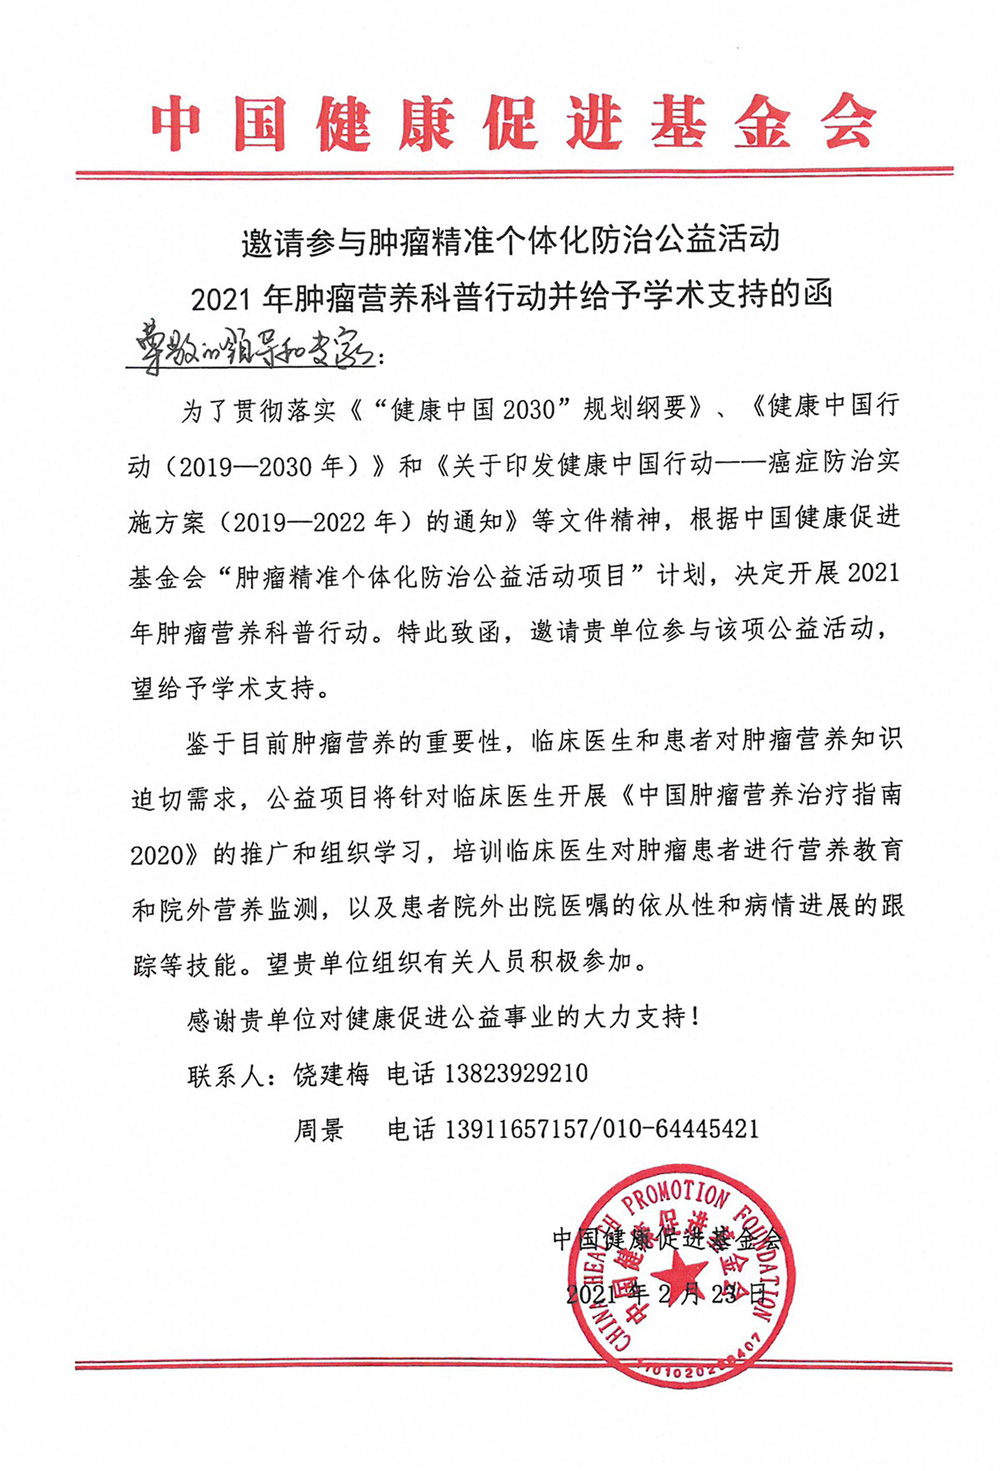 中国健康促进基金会
邀请参与肿瘤精准个体化防治公益活动
2021 年肿瘤营养科普行动并给予学术支持的函
尊敬的领导和专家：
为了贯彻落实《“健康中国 2030”规划纲要》、《健康中国行
动（2019—2030 年）》和《关于印发健康中国行动——癌症防治实
施方案（2019—2022 年）的通知》等文件精神，根据中国健康促进
基金会“肿瘤精准个体化防治公益活动项目”计划，决定开展 2021
年肿瘤营养科普行动。特此致函，邀请贵单位参与该项公益活动，
望给予学术支持。
鉴于目前肿瘤营养的重要性，临床医生和患者对肿瘤营养知识
迫切需求，公益项目将针对临床医生开展《中国肿瘤营养治疗指南
2020》的推广和组织学习，培训临床医生对肿瘤患者进行营养教育
和院外营养监测，以及患者院外出院医嘱的依从性和病情进展的跟
踪等技能。望贵单位组织有关人员积极参加。
感谢贵单位对健康促进公益事业的大力支持！
联系人：饶建梅 电话 13823929210
周景 电话 13911657157/010-64445421
中国健康促进基金会
2021 年 2 月 23 日
CHINA HEALTH PROMOTION FOUNDATION
中国健康促进基金会